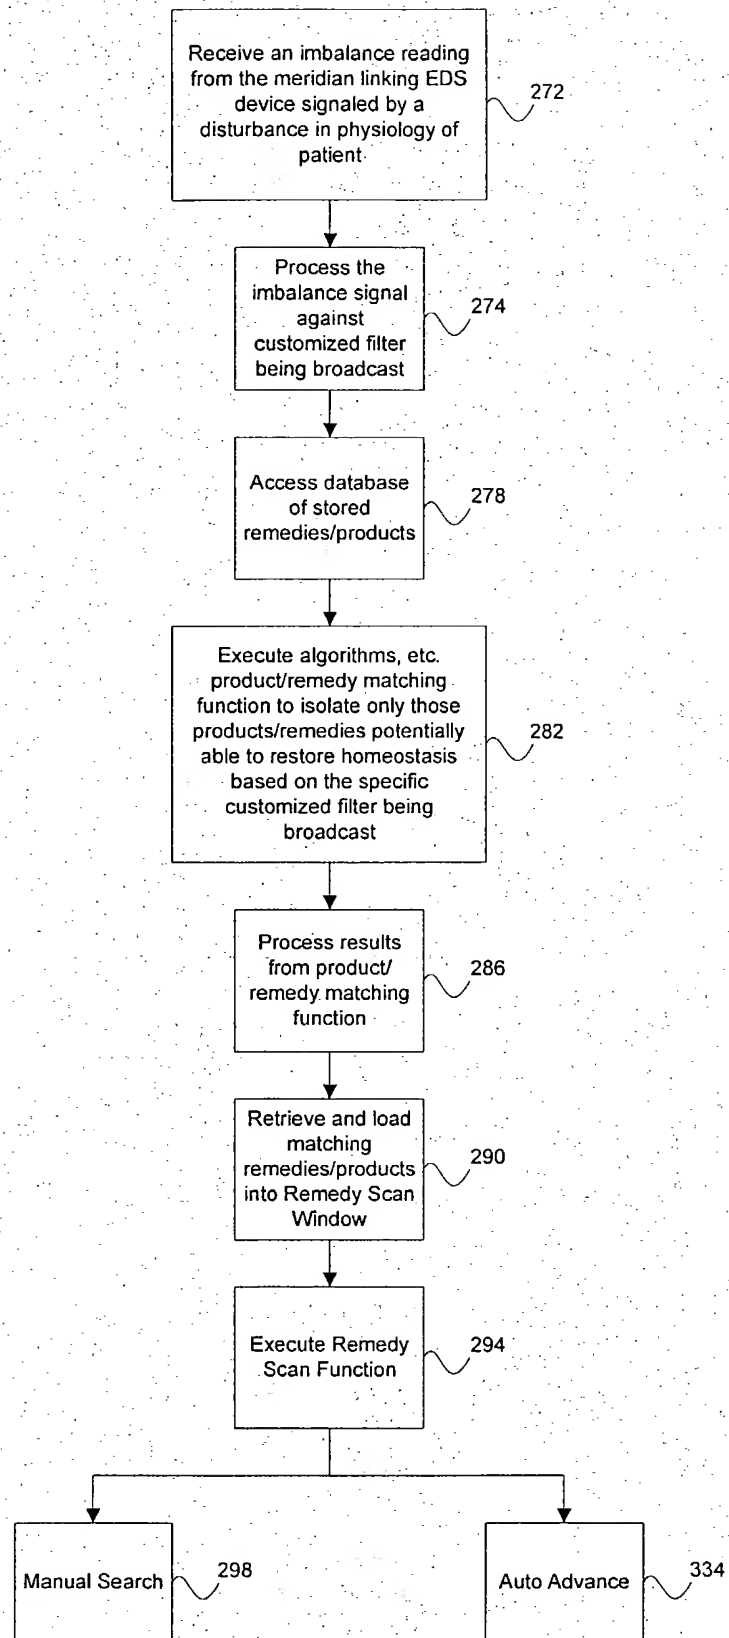 Receive an imbalance reading
from the meridian linking EDS
device signaled by a
disturbance in physiology of
patient
272
Process the
imbalance signal
against
customized filter
being broadcast
274
Access database
of stored
remedies/products
278
Execute algorithms, etc.
product/remedy matching
function to isolate only those
products/remedies potentially
able to restore homeostasis
based on the specific
customized filter being
broadcast
282
Process results
from product/
remedy matching
function
286
Retrieve and load
matching
remedies/products
into Remedy Scan
Window
290
Execute Remedy
Scan Function
294
Manual Search
298
Auto Advance
334